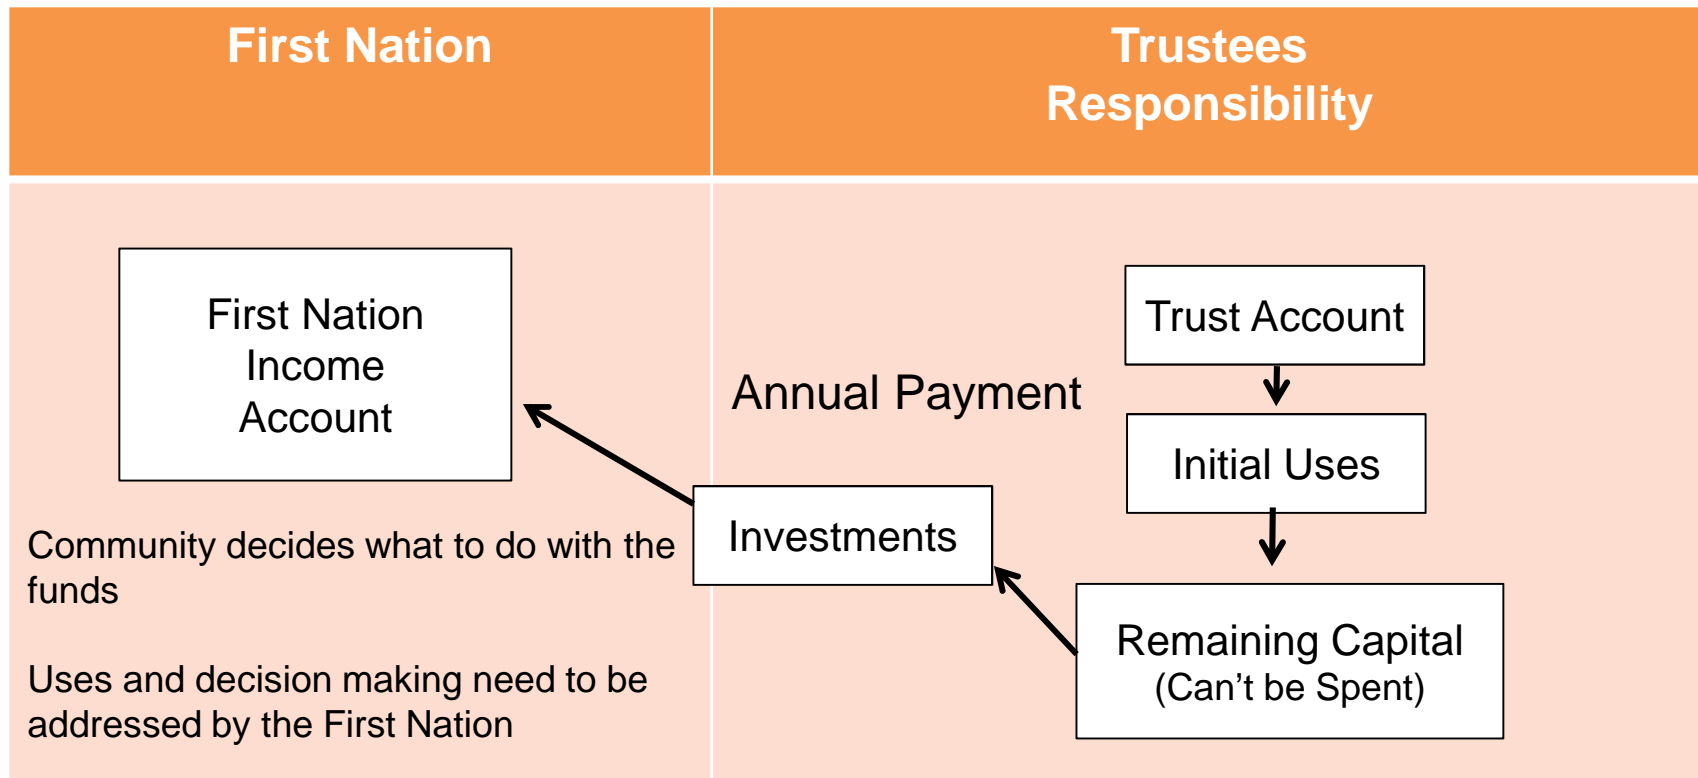 First Nation
Trustees
Responsibility
First Nation
Income
Account
Community decides what to do with the
funds
Uses and decision making need to be
addressed by the First Nation
Annual Payment
Trust Account
Initial Uses
Investments
Remaining Capital
(Can’t be Spent)